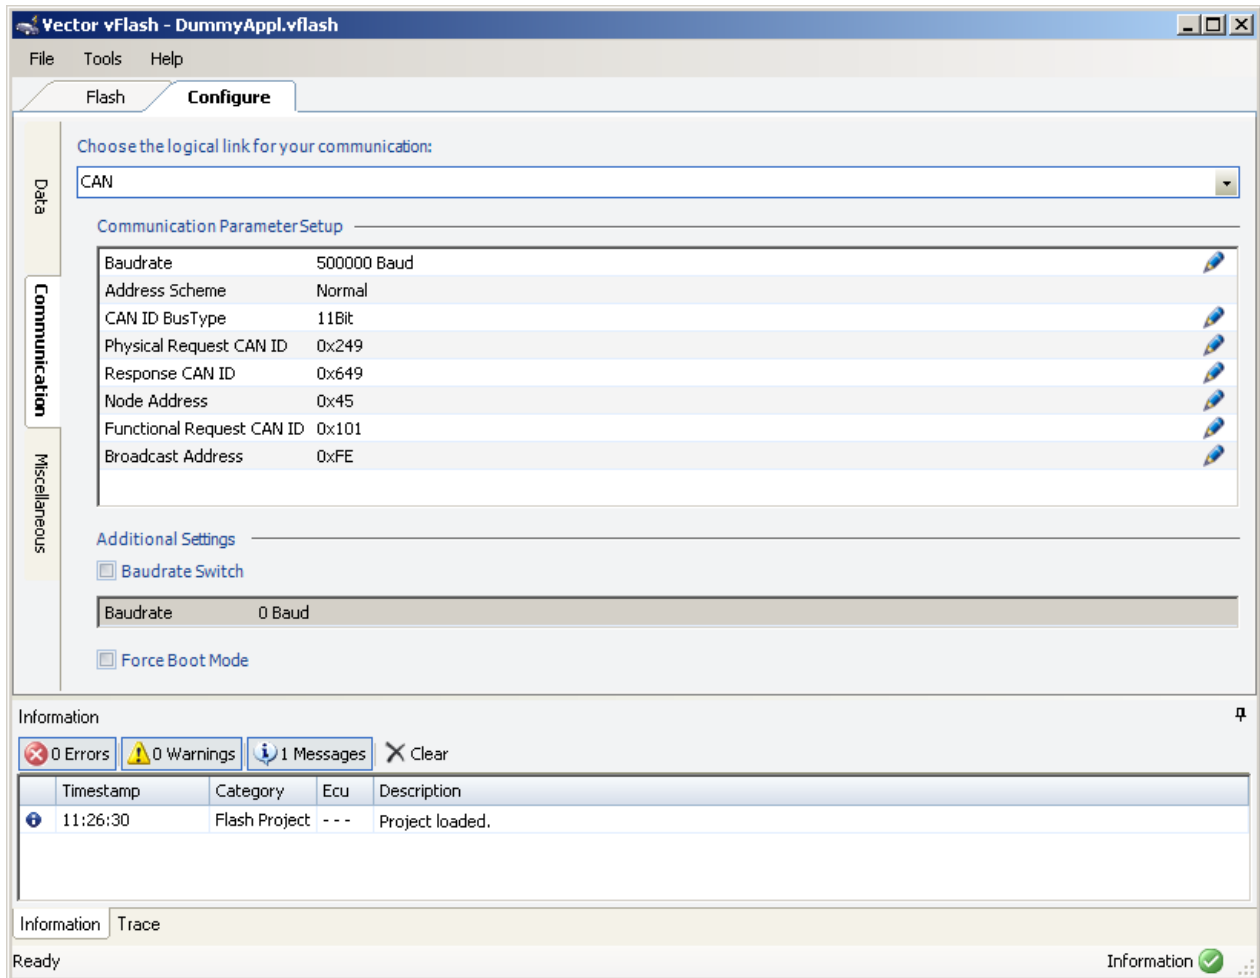 Vector vFlash - DummyAppl.vflash
File Tools Help
Flash Configure
Data
Communication
Miscellaneous
Choose the logical link for your communication:
CAN
Communication Parameter Setup
Baudrate 500000 Baud
Address Scheme Normal
CAN ID BusType 11Bit
Physical Request CAN ID 0x249
Response CAN ID 0x649
Node Address 0x45
Functional Request CAN ID 0x101
Broadcast Address 0xFE
Additional Settings
Baudrate Switch
Baudrate 0 Baud
Force Boot Mode
Information
0 Errors 0 Warnings 1 Messages Clear
Timestamp Category Ecu Description
11:26:30 Flash Project - - - Project loaded.
Information Trace
Ready Information